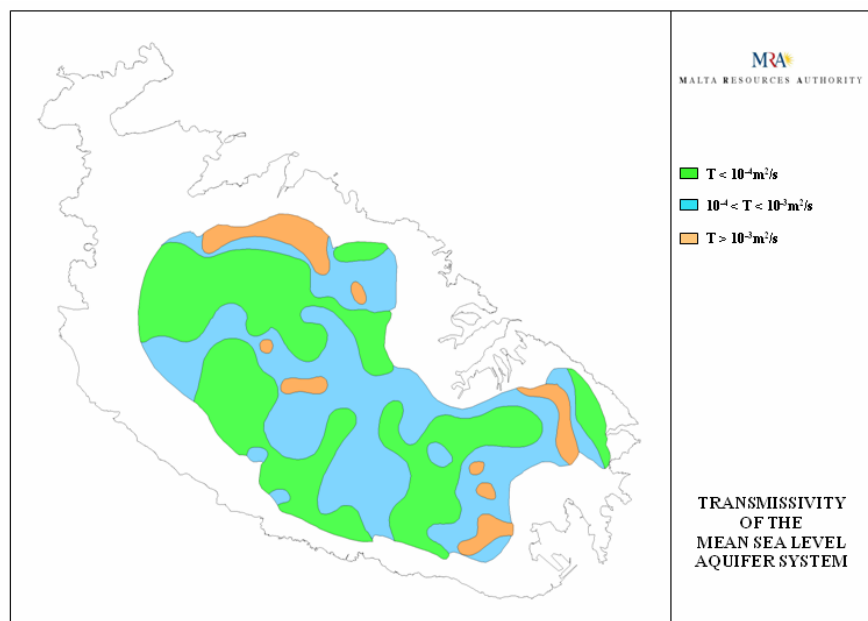 MRA
MALTA RESOURCES AUTHORITY
T < 10⁻⁴m²/s
10⁻⁴ < T < 10⁻³m²/s
T > 10⁻³m²/s
TRANSMISSIVITY
OF THE
MEAN SEA LEVEL
AQUIFER SYSTEM